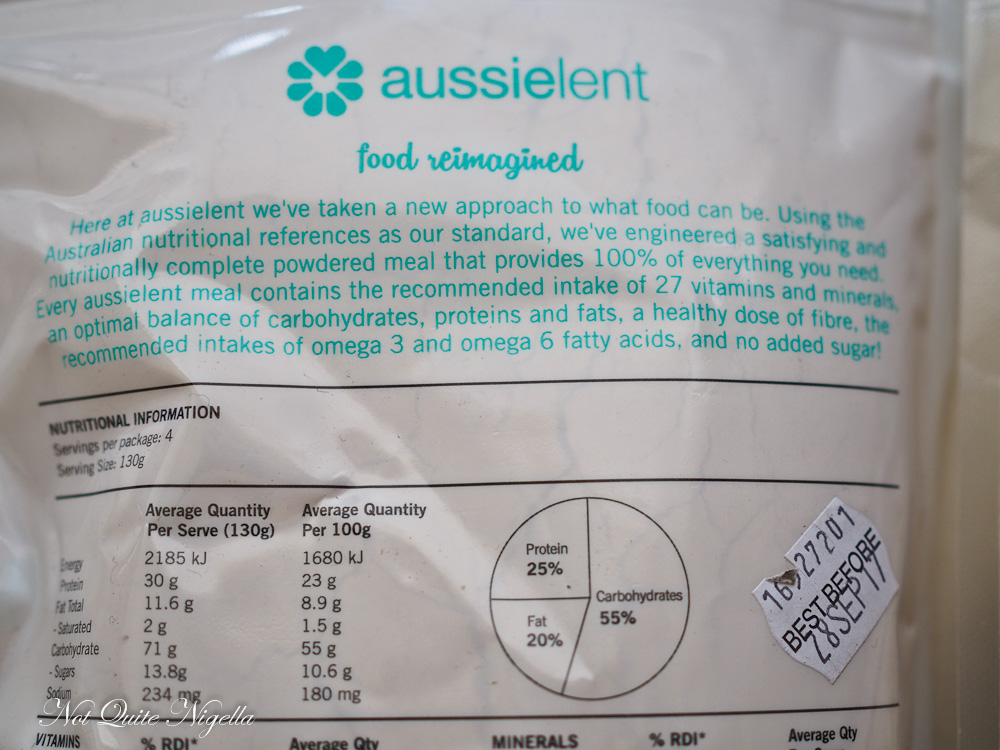 aussielent
food reimagined
Here at aussielent we've taken a new approach to what food can be. Using the
Australian nutritional references as our standard, we've engineered a satisfying and
nutritionally complete powdered meal that provides 100% of everything you need.
Every aussielent meal contains the recommended intake of 27 vitamins and minerals,
an optimal balance of carbohydrates, proteins and fats, a healthy dose of fibre, the
recommended intakes of omega 3 and omega 6 fatty acids, and no added sugar!
NUTRITIONAL INFORMATION
Servings per package: 4
Serving Size: 130g
Average Quantity Average Quantity
Per Serve (130g) Per 100g
Energy 2185 kJ 1680 kJ
Protein 30 g 23 g
Fat Total 11.6 g 8.9 g
- Saturated 2 g 1.5 g
Carbohydrate 71 g 55 g
- Sugars 13.8g 10.6 g
Sodium 234 mg 180 mg
Protein
25%
Carbohydrates
55%
Fat
20%
BEST BEFORE
28SEP17
Not Quite Nigella
VITAMINS % RDI* Average Qty MINERALS % RDI* Average Qty